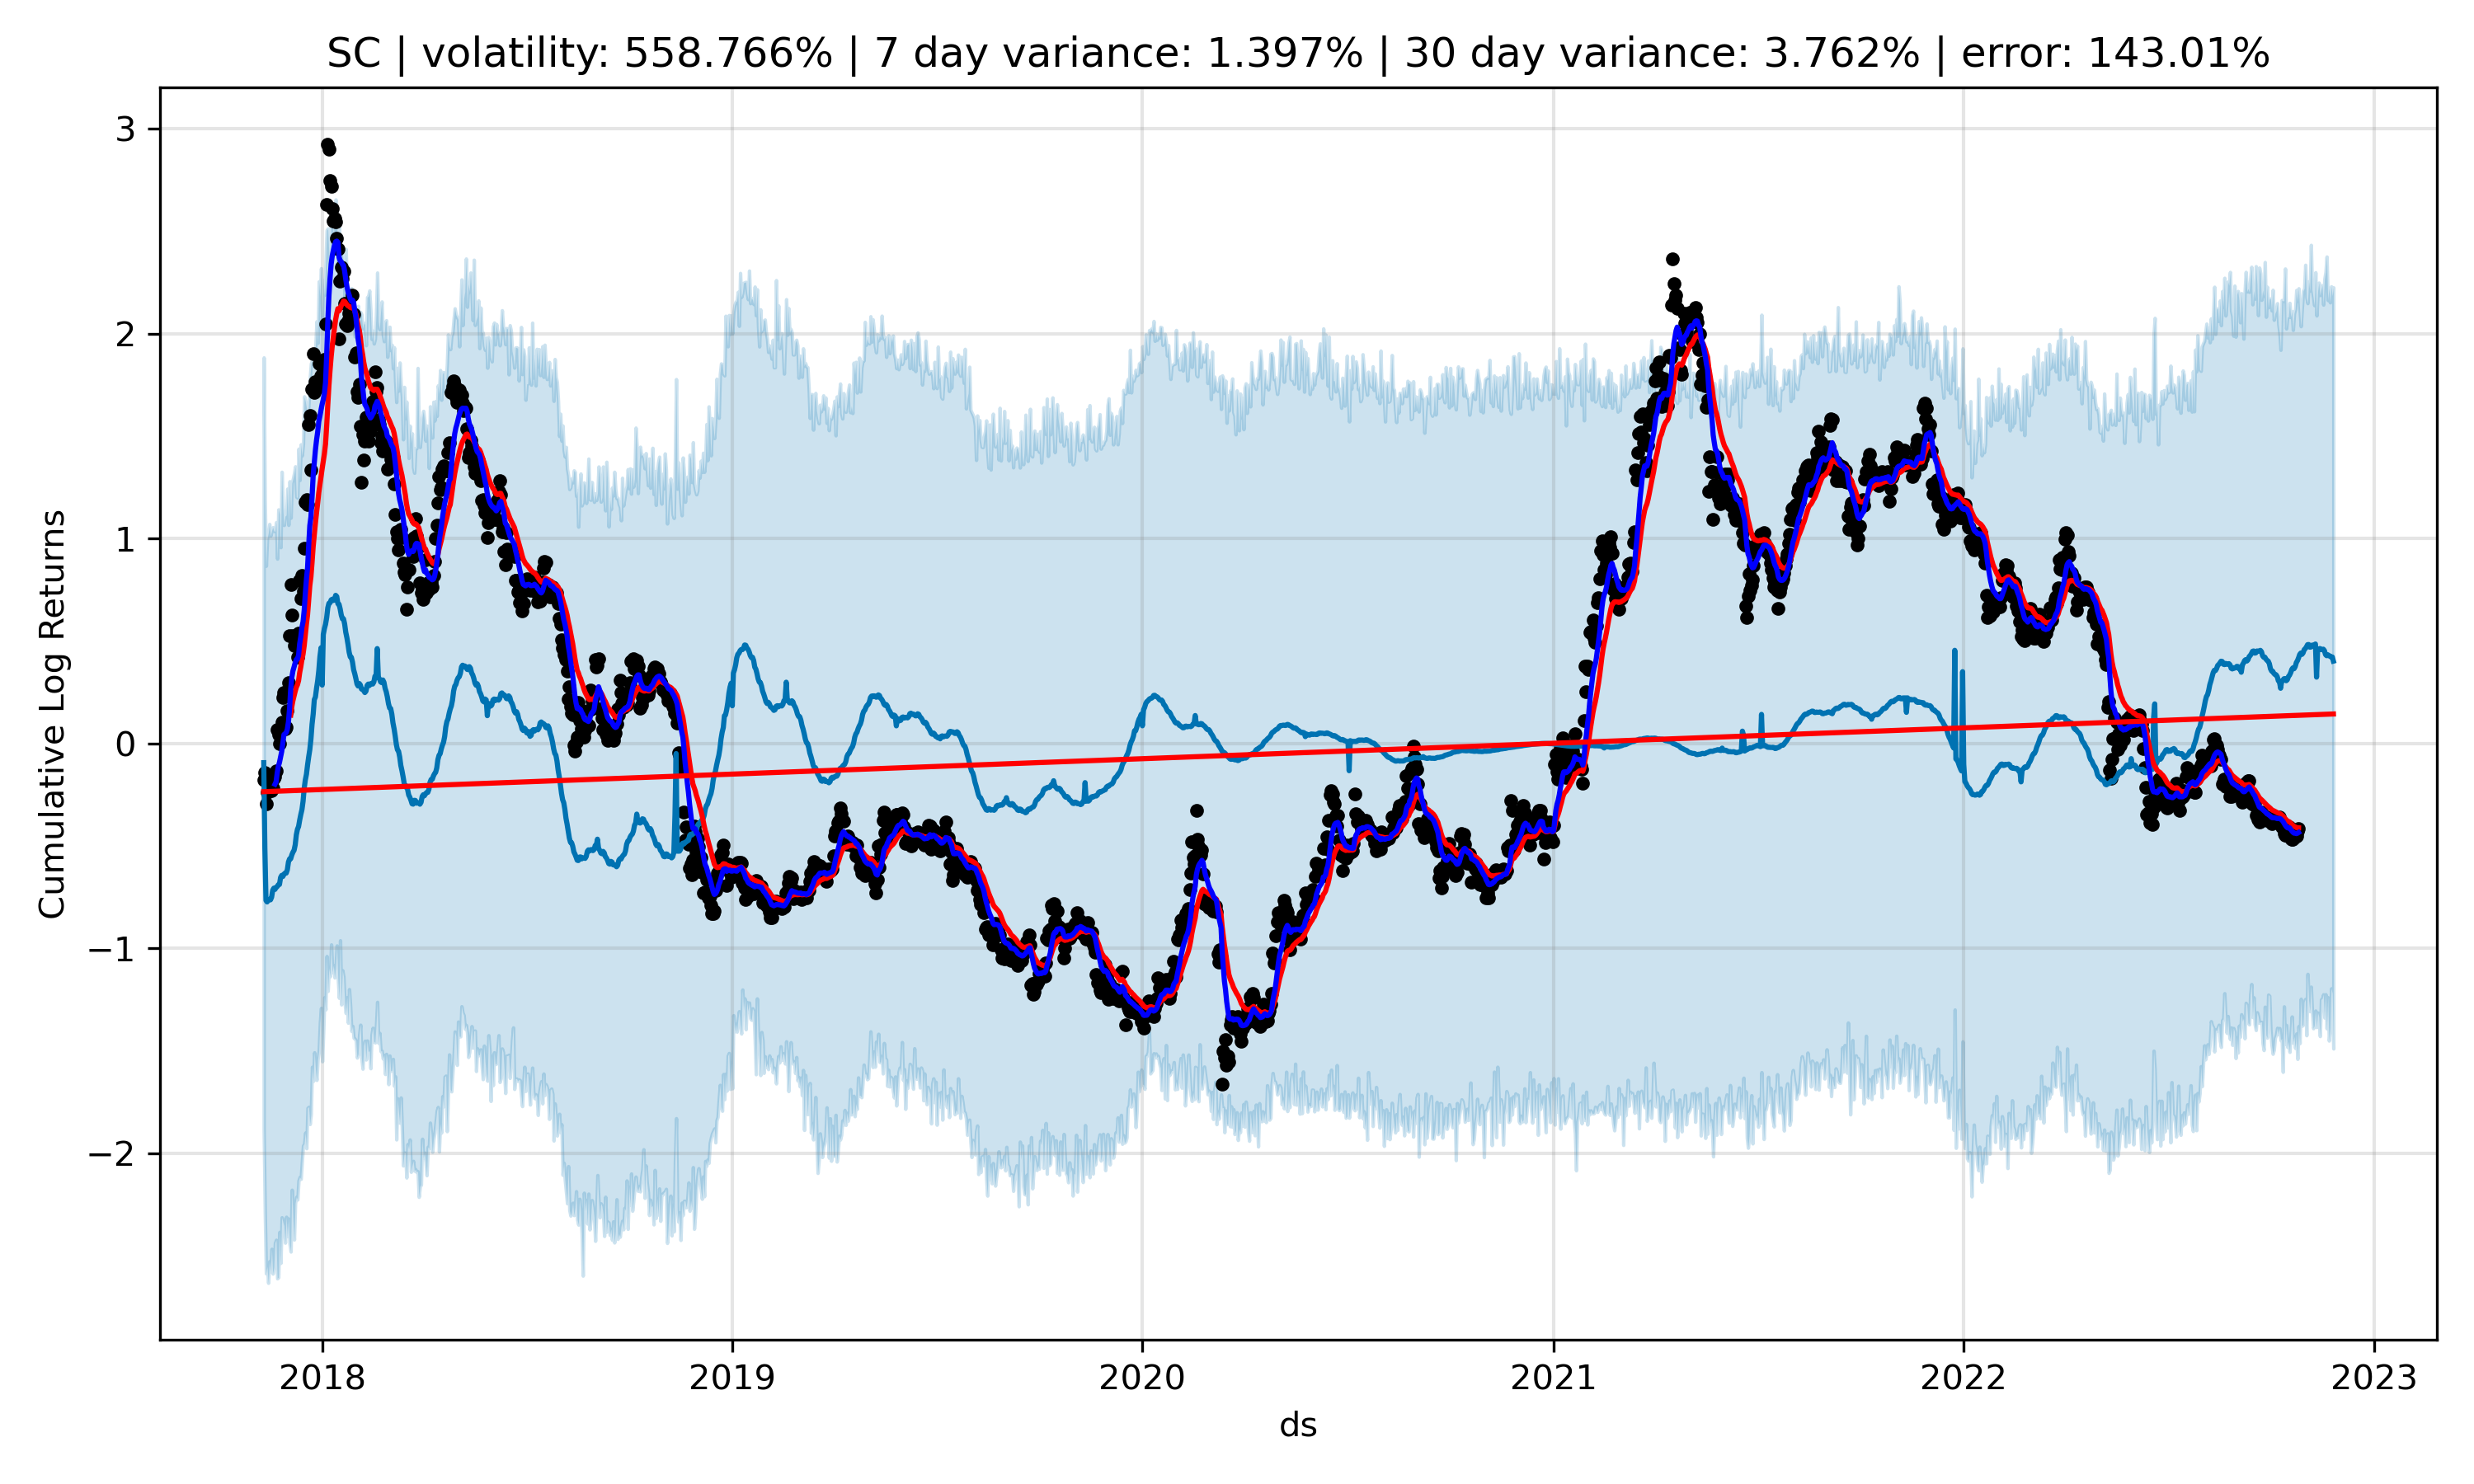 SC | volatility: 558.766% | 7 day variance: 1.397% | 30 day variance: 3.762% | error: 143.01%
Cumulative Log Returns
3
2
1
0
−1
−2
2018 2019 2020 2021 2022 2023
ds